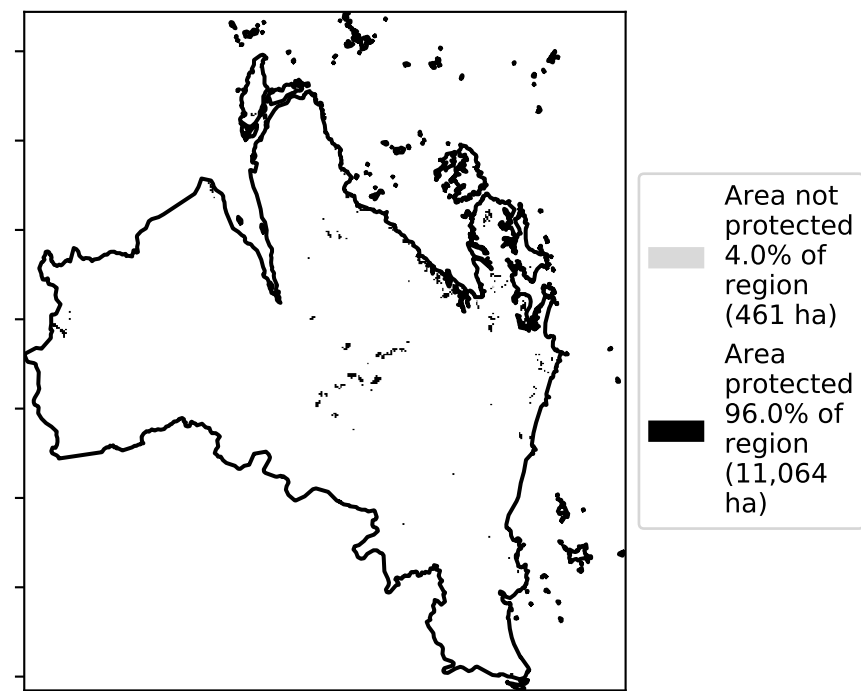 Area not
protected
4.0% of
region
(461 ha)
Area
protected
96.0% of
region
(11,064
ha)